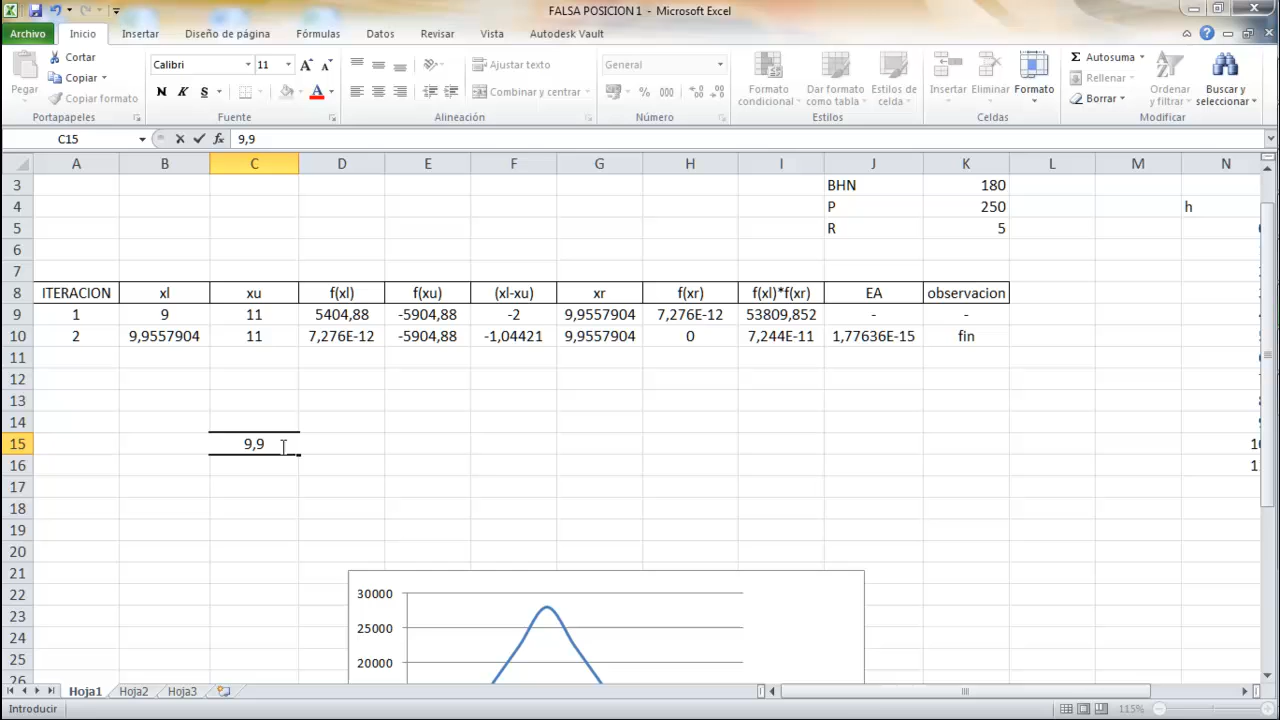 FALSA POSICION 1 - Microsoft Excel
Archivo Inicio Insertar Diseño de página Fórmulas Datos Revisar Vista Autodesk Vault
Cortar
Copiar
Copiar formato
Pegar
Portapapeles
Calibri 11
N K S
Fuente
Ajustar texto
Combinar y centrar
Alineación
General
% 000
Número
Formato condicional
Dar formato como tabla
Estilos de celda
Estilos
Insertar Eliminar Formato
Celdas
Autosuma
Rellenar
Borrar
Ordenar y filtrar
Buscar y seleccionar
Modificar
C15 fx 9,9
A B C D E F G H I J K L M N
3 BHN 180
4 P 250 h
5 R 5
6
7
8 ITERACION xl xu f(xl) f(xu) (xl-xu) xr f(xr) f(xl)*f(xr) EA observacion
9 1 9 11 5404,88 -5904,88 -2 9,9557904 7,276E-12 53809,852 - -
10 2 9,9557904 11 7,276E-12 -5904,88 -1,04421 9,9557904 0 7,244E-11 1,77636E-15 fin
11
12
13
14
15 9,9
16
17
18
19
20
21
22
23
24
25
26
30000
25000
20000
Hoja1 Hoja2 Hoja3
Introducir 115%